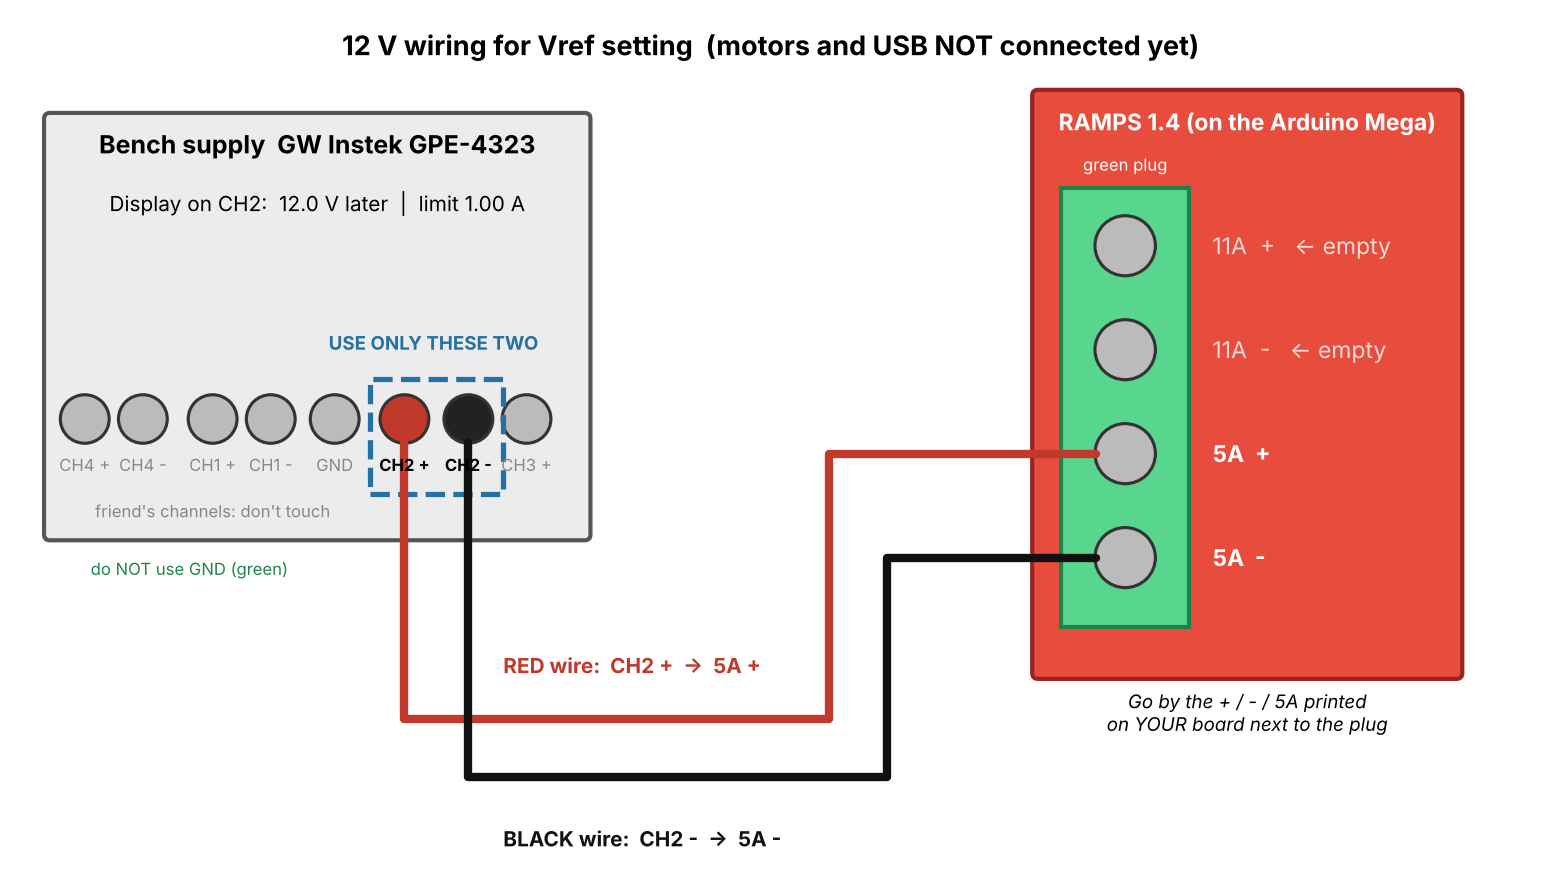 12 V wiring for Vref setting (motors and USB NOT connected yet)
Bench supply GW Instek GPE-4323
Display on CH2: 12.0 V later | limit 1.00 A
USE ONLY THESE TWO
CH4 + CH4 - CH1 + CH1 - GND CH2 + CH2 - CH3 +
friend's channels: don't touch
do NOT use GND (green)
RED wire: CH2 + → 5A +
BLACK wire: CH2 - → 5A -
RAMPS 1.4 (on the Arduino Mega)
green plug
11A + ← empty
11A - ← empty
5A +
5A -
Go by the + / - / 5A printed
on YOUR board next to the plug